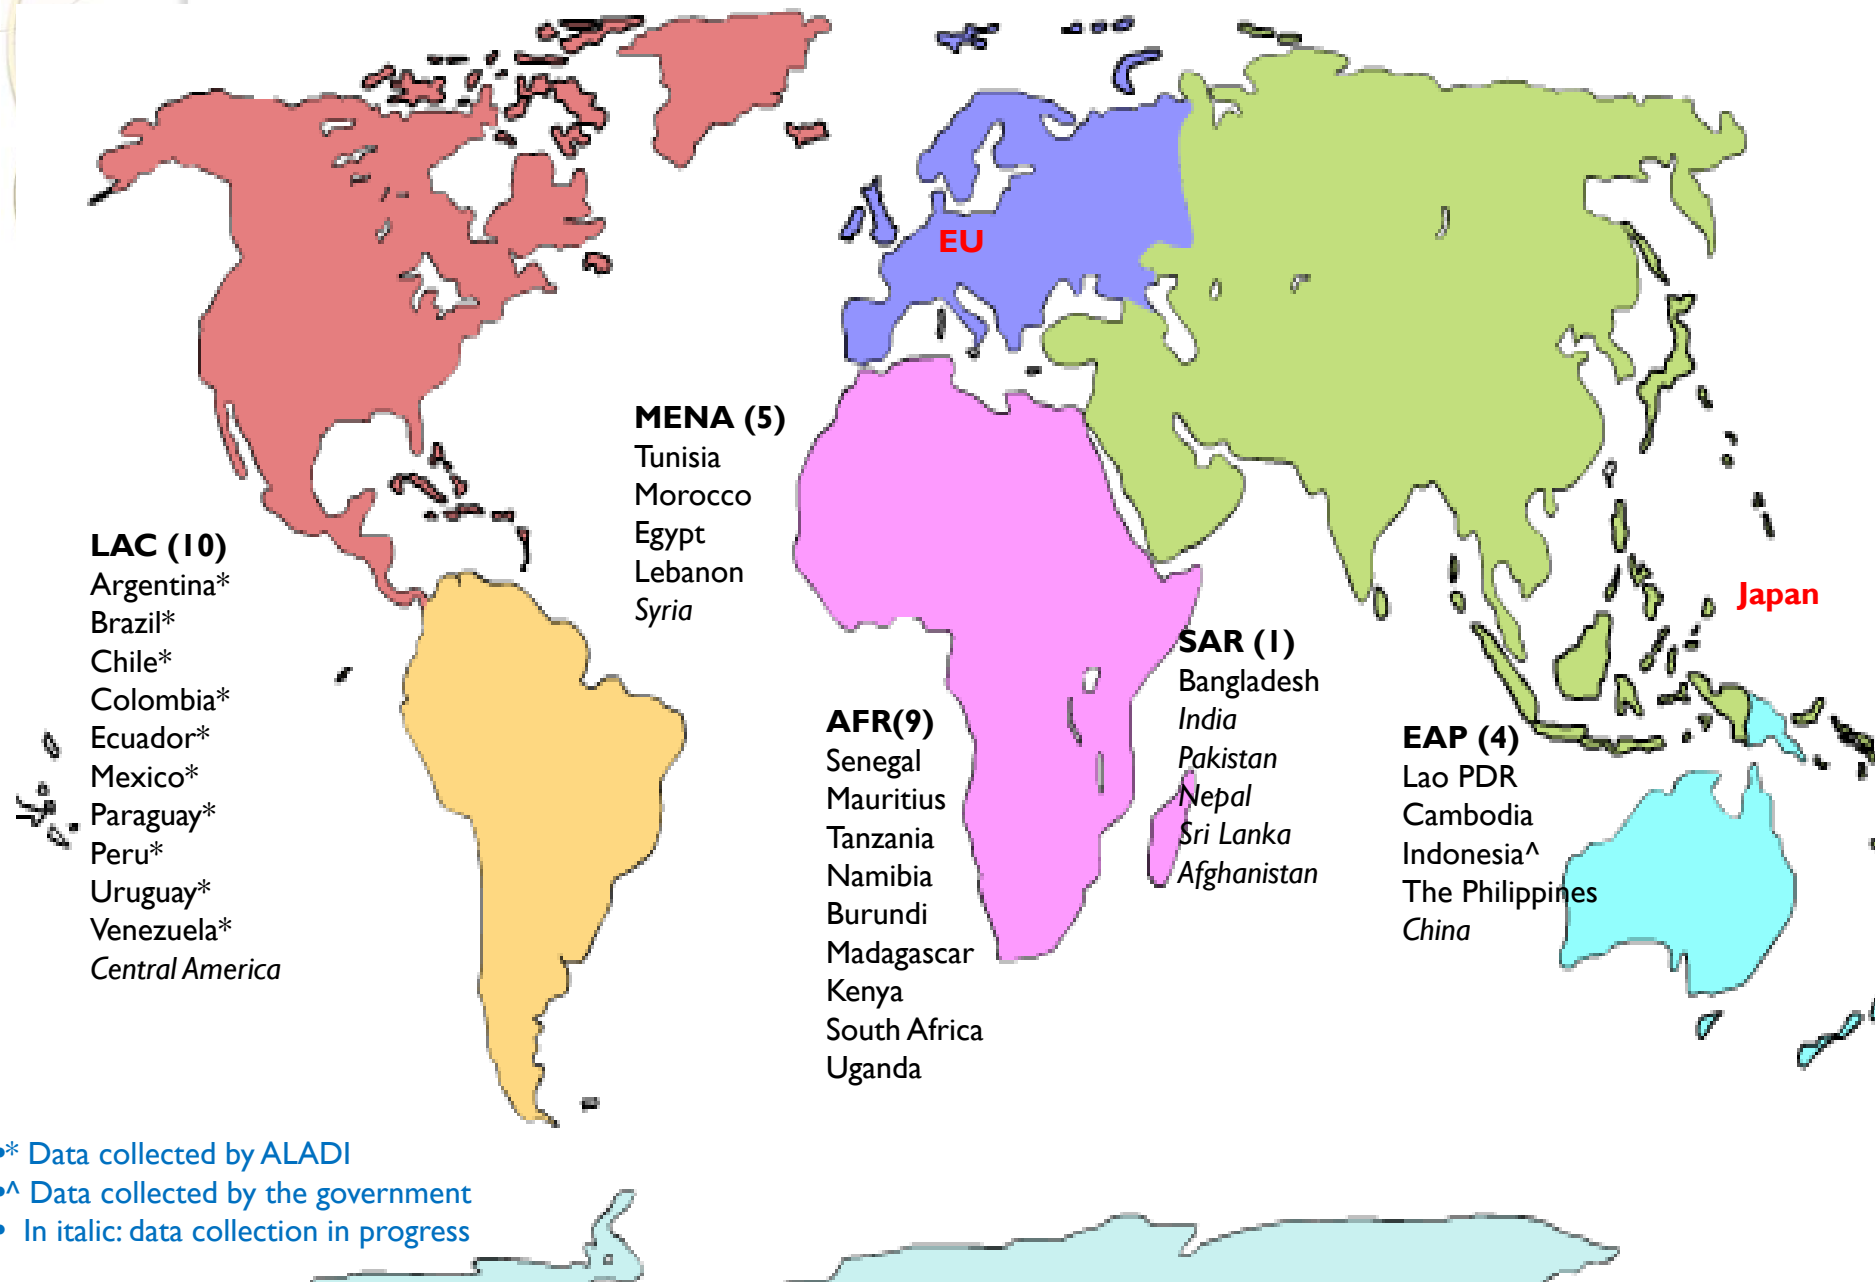 EU
MENA (5)
Tunisia
Morocco
Egypt
Lebanon
Syria
LAC (10)
Argentina*
Brazil*
Chile*
Colombia*
Ecuador*
Mexico*
Paraguay*
Peru*
Uruguay*
Venezuela*
Central America
Japan
SAR (1)
Bangladesh
India
Pakistan
Nepal
Sri Lanka
Afghanistan
AFR(9)
Senegal
Mauritius
Tanzania
Namibia
Burundi
Madagascar
Kenya
South Africa
Uganda
EAP (4)
Lao PDR
Cambodia
Indonesia^
The Philippines
China
•* Data collected by ALADI
•^ Data collected by the government
• In italic: data collection in progress